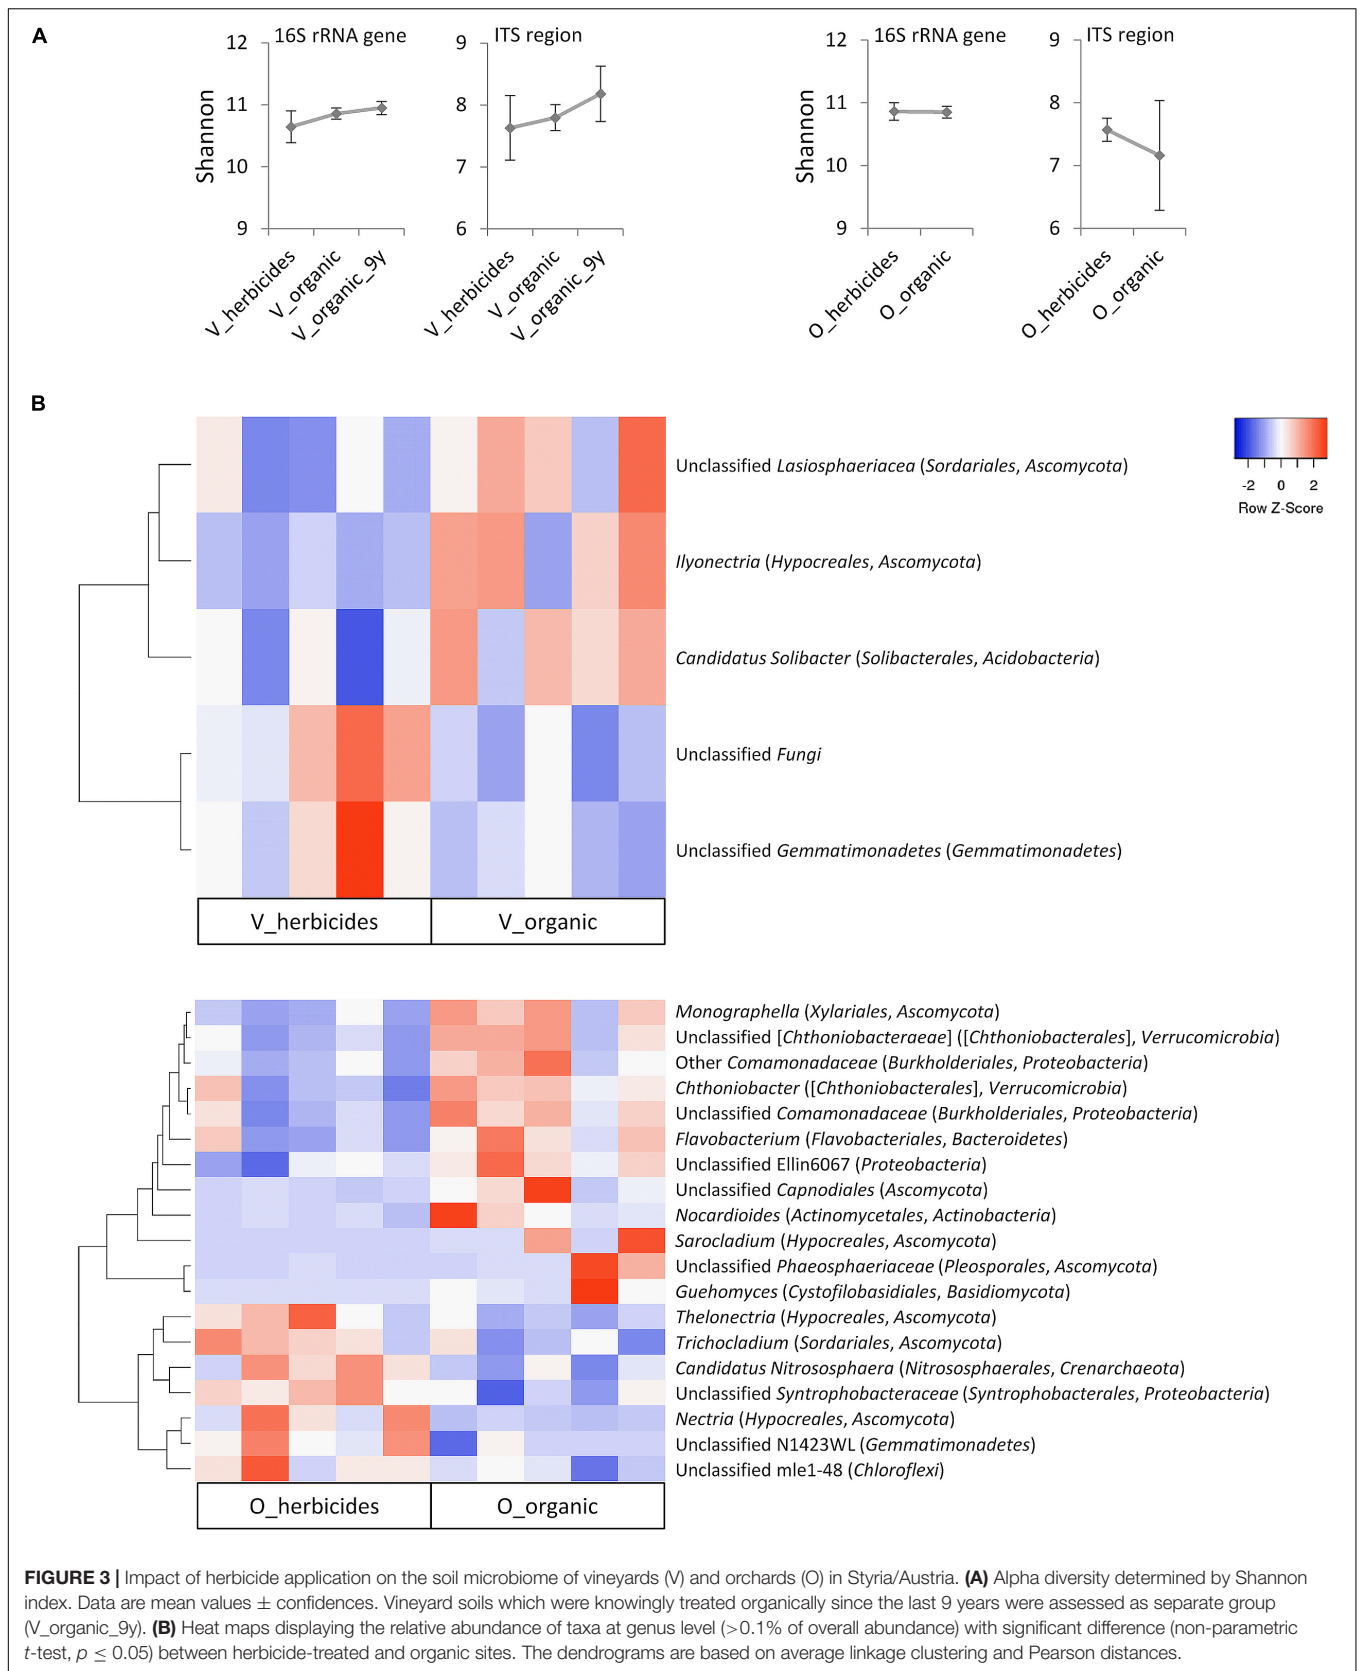 A
16S rRNA gene
ITS region
16S rRNA gene
ITS region
12
11
10
9
Shannon
V_herbicides
V_organic
V_organic_9y
9
8
7
6
V_herbicides
V_organic
V_organic_9y
12
11
10
9
Shannon
O_herbicides
O_organic
9
8
7
6
O_herbicides
O_organic
B
Unclassified Lasiosphaeriacea (Sordariales, Ascomycota)
Ilyonectria (Hypocreales, Ascomycota)
Candidatus Solibacter (Solibacterales, Acidobacteria)
Unclassified Fungi
Unclassified Gemmatimonadetes (Gemmatimonadetes)
-2 0 2
Row Z-Score
V_herbicides
V_organic
Monographella (Xylariales, Ascomycota)
Unclassified [Chthoniobacteraeae] ([Chthoniobacterales], Verrucomicrobia)
Other Comamonadaceae (Burkholderiales, Proteobacteria)
Chthoniobacter ([Chthoniobacterales], Verrucomicrobia)
Unclassified Comamonadaceae (Burkholderiales, Proteobacteria)
Flavobacterium (Flavobacteriales, Bacteroidetes)
Unclassified Ellin6067 (Proteobacteria)
Unclassified Capnodiales (Ascomycota)
Nocardioides (Actinomycetales, Actinobacteria)
Sarocladium (Hypocreales, Ascomycota)
Unclassified Phaeosphaeriaceae (Pleosporales, Ascomycota)
Guehomyces (Cystofilobasidiales, Basidiomycota)
Thelonectria (Hypocreales, Ascomycota)
Trichocladium (Sordariales, Ascomycota)
Candidatus Nitrososphaera (Nitrososphaerales, Crenarchaeota)
Unclassified Syntrophobacteraceae (Syntrophobacterales, Proteobacteria)
Nectria (Hypocreales, Ascomycota)
Unclassified N1423WL (Gemmatimonadetes)
Unclassified mle1-48 (Chloroflexi)
O_herbicides
O_organic
FIGURE 3 | Impact of herbicide application on the soil microbiome of vineyards (V) and orchards (O) in Styria/Austria. (A) Alpha diversity determined by Shannon
index. Data are mean values ± confidences. Vineyard soils which were knowingly treated organically since the last 9 years were assessed as separate group
(V_organic_9y). (B) Heat maps displaying the relative abundance of taxa at genus level (>0.1% of overall abundance) with significant difference (non-parametric
t-test, p ≤ 0.05) between herbicide-treated and organic sites. The dendrograms are based on average linkage clustering and Pearson distances.